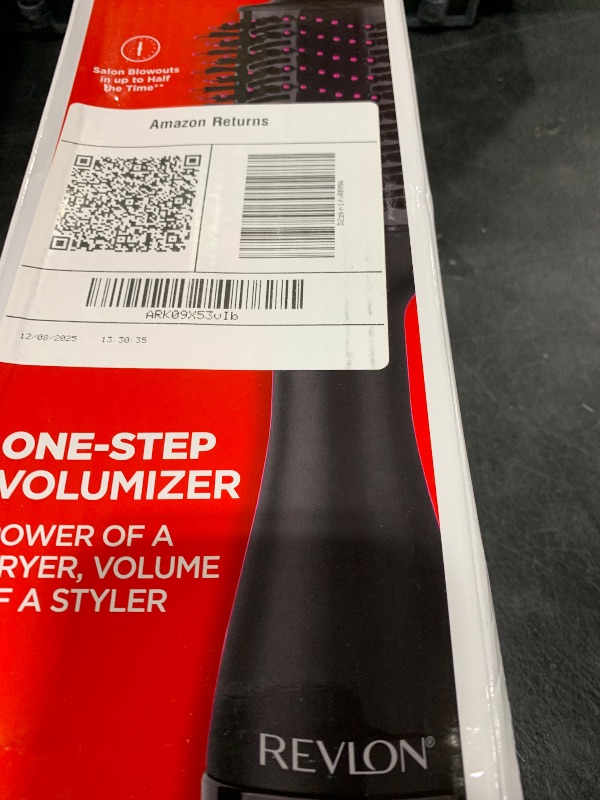 Salon Blowouts
in up to Half
the Time**
Amazon Returns
ARK09X53vIb
12/08/2025 13:30:35
ONE-STEP
VOLUMIZER
OWER OF A
RYER, VOLUME
F A STYLER
REVLON®